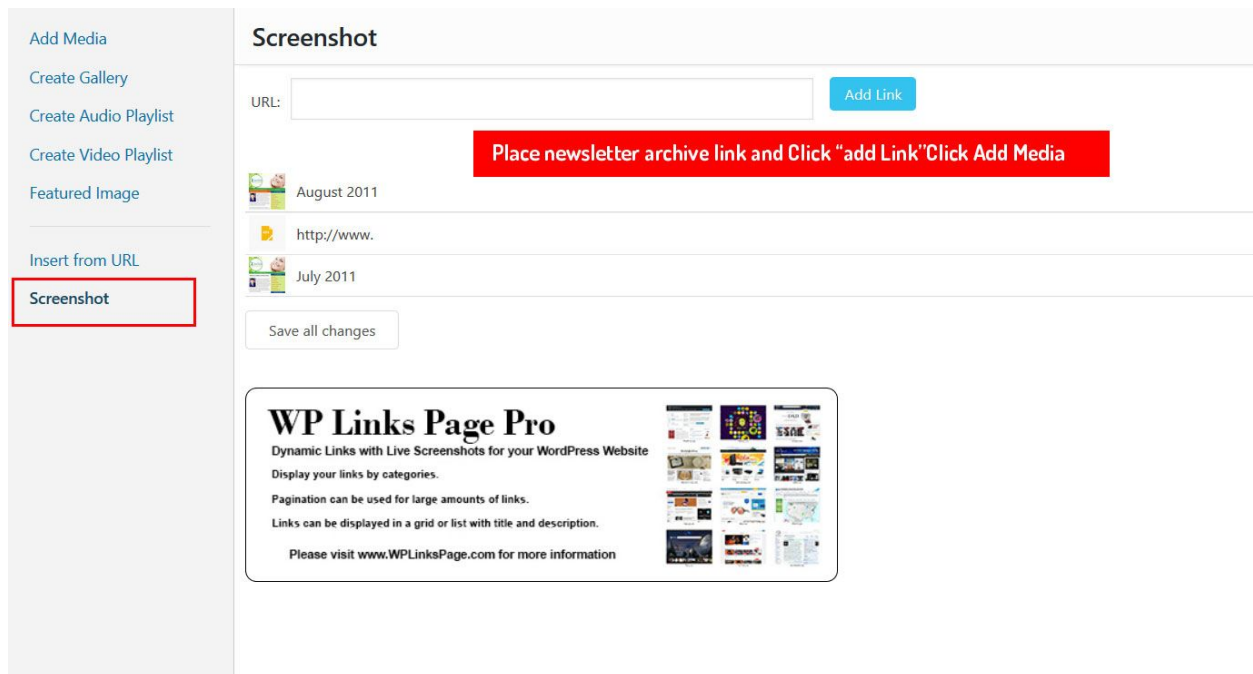 Add Media
Create Gallery
Create Audio Playlist
Create Video Playlist
Featured Image
Insert from URL
Screenshot
Screenshot
URL:
Add Link
Place newsletter archive link and Click “add Link”Click Add Media
August 2011
http://www.
July 2011
Save all changes
WP Links Page Pro
Dynamic Links with Live Screenshots for your WordPress Website
Display your links by categories.
Pagination can be used for large amounts of links.
Links can be displayed in a grid or list with title and description.
Please visit www.WPLinksPage.com for more information